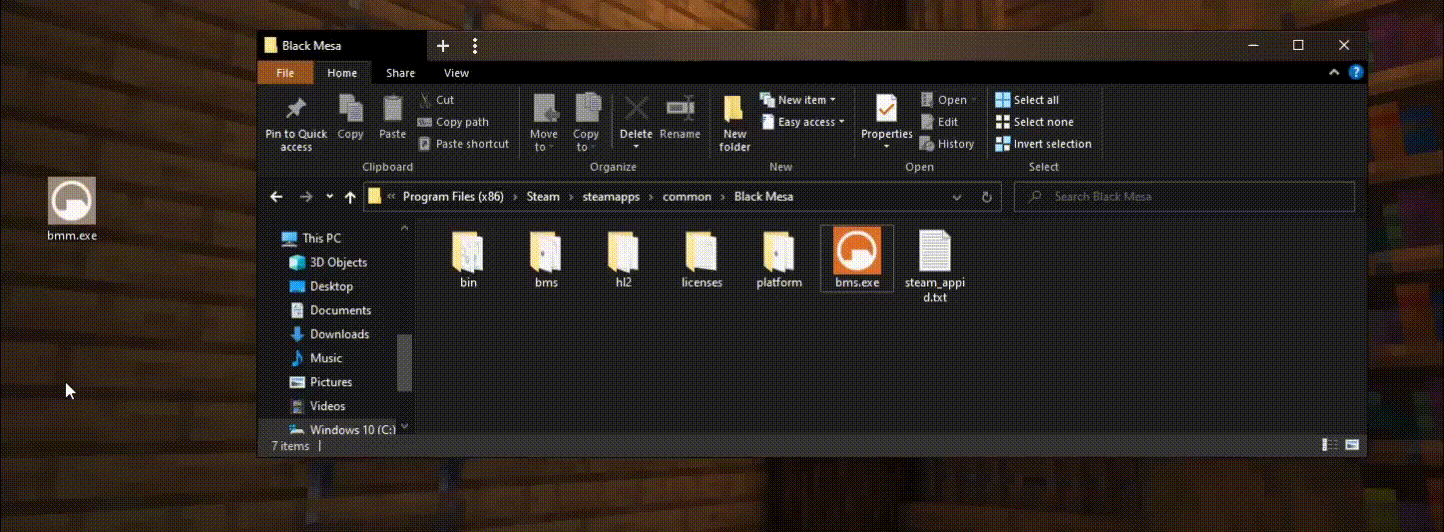 Black Mesa
File Home Share View
Pin to Quick
access
Copy
Paste
Cut
Copy path
Paste shortcut
Clipboard
Move
to
Copy
to
Delete
Rename
Organize
New
folder
New item
Easy access
New
Properties
Open
Edit
History
Open
Select all
Select none
Invert selection
Select
« Program Files (x86) › Steam › steamapps › common › Black Mesa
Search Black Mesa
bmm.exe
This PC
3D Objects
Desktop
Documents
Downloads
Music
Pictures
Videos
Windows 10 (C:)
bin
bms
hl2
licenses
platform
bms.exe
steam_appi
d.txt
7 items